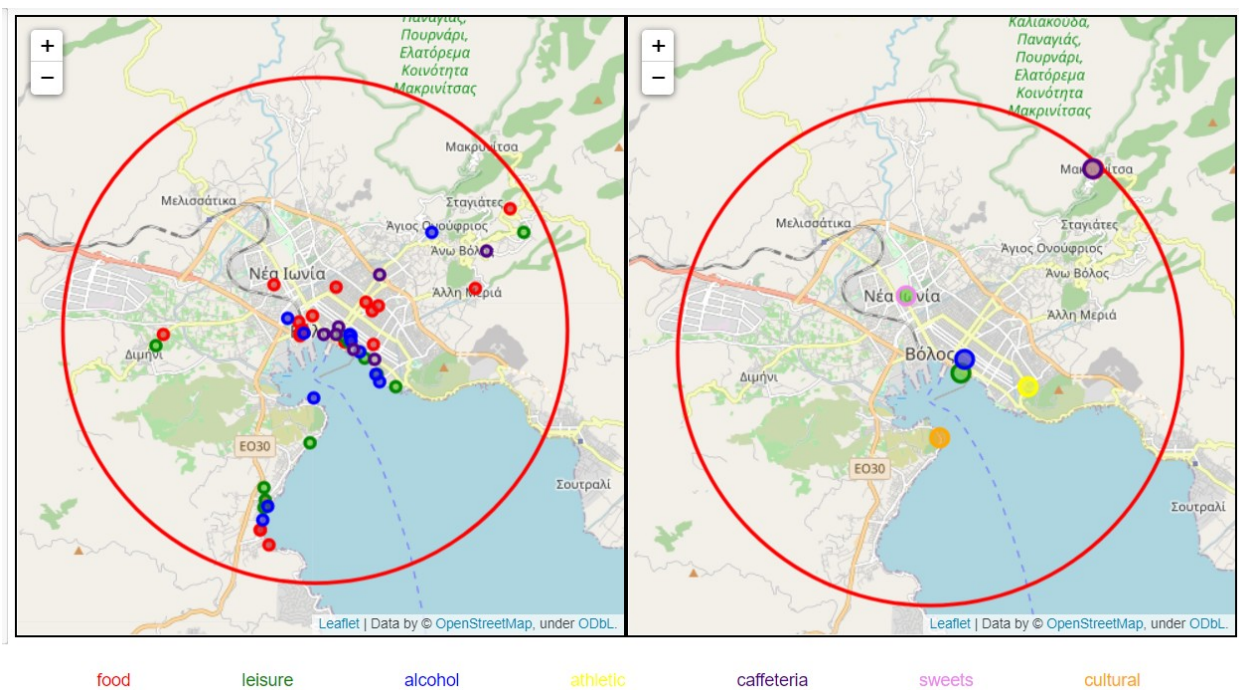 +
−
Παναγιάς,
Πουρνάρι,
Ελατόρεμα
Κοινότητα
Μακρινίτσας
Μακρυνίτσα
Μελισσάτικα
Σταγιάτες
Άγιος Ονούφριος
Άνω Βόλος
Νέα Ιωνία
Άλλη Μεριά
Διμήνι
ΕΟ30
Σουτραλί
Leaflet | Data by © OpenStreetMap, under ODbL.
+
−
Καλιακούδα,
Παναγιάς,
Πουρνάρι,
Ελατόρεμα
Κοινότητα
Μακρινίτσας
Μελισσάτικα
Σταγιάτες
Άγιος Ονούφριος
Άνω Βόλος
Νέα Ιωνία
Άλλη Μεριά
Βόλος
Διμήνι
ΕΟ30
Σουτραλί
Leaflet | Data by © OpenStreetMap, under ODbL.
food leisure alcohol athletic caffeteria sweets cultural